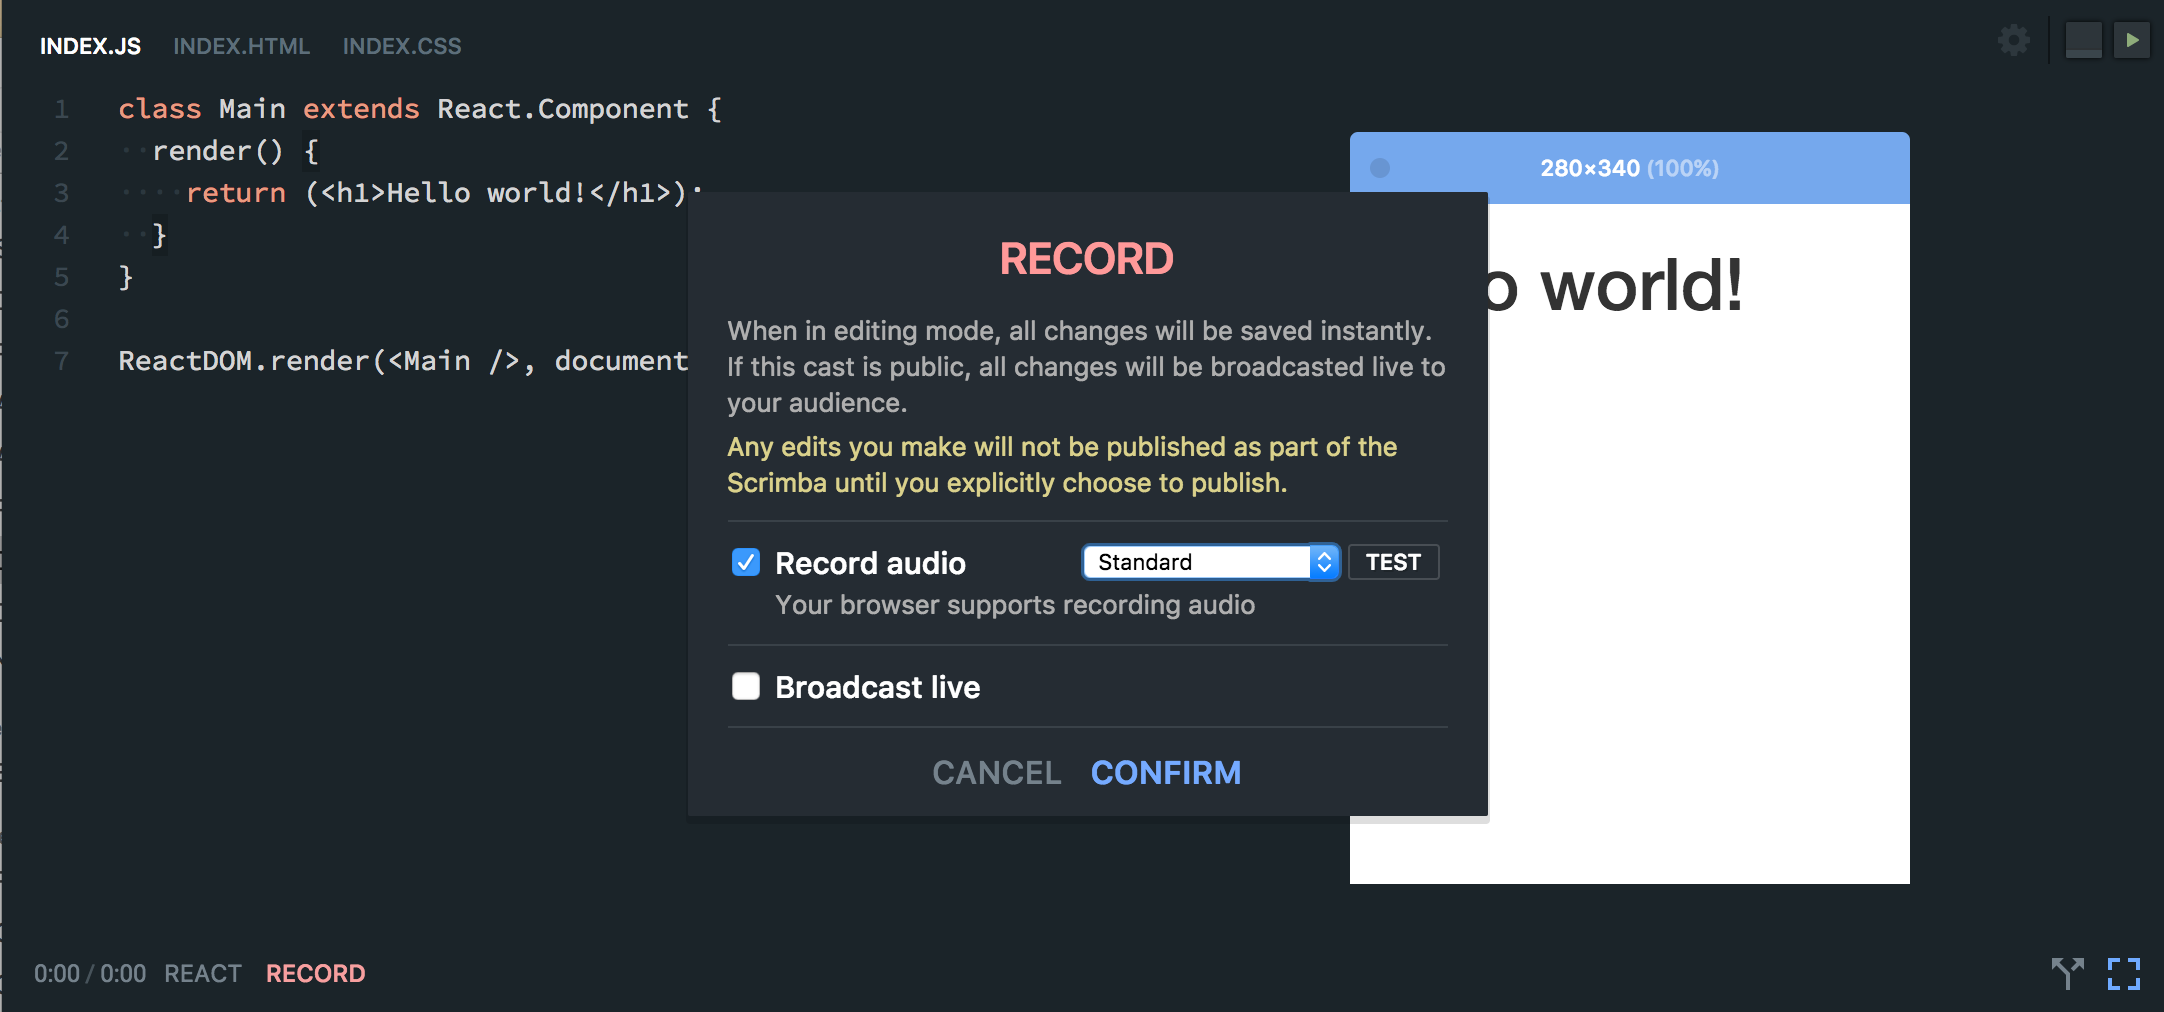 INDEX.JS INDEX.HTML INDEX.CSS
1 class Main extends React.Component {
2 render() {
3 return (<h1>Hello world!</h1>);
4 }
5 }
6
7 ReactDOM.render(<Main />, document
280×340 (100%)
o world!
RECORD
When in editing mode, all changes will be saved instantly.
If this cast is public, all changes will be broadcasted live to
your audience.
Any edits you make will not be published as part of the
Scrimba until you explicitly choose to publish.
Record audio Standard TEST
Your browser supports recording audio
Broadcast live
CANCEL CONFIRM
0:00 / 0:00 REACT RECORD